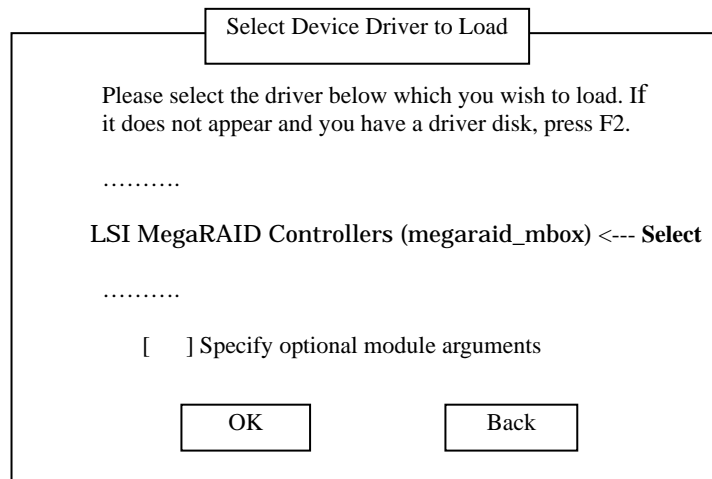 Select Device Driver to Load
Please select the driver below which you wish to load. If
it does not appear and you have a driver disk, press F2.
……….
LSI MegaRAID Controllers (megaraid_mbox) <--- Select
……….
[ ] Specify optional module arguments
OK Back